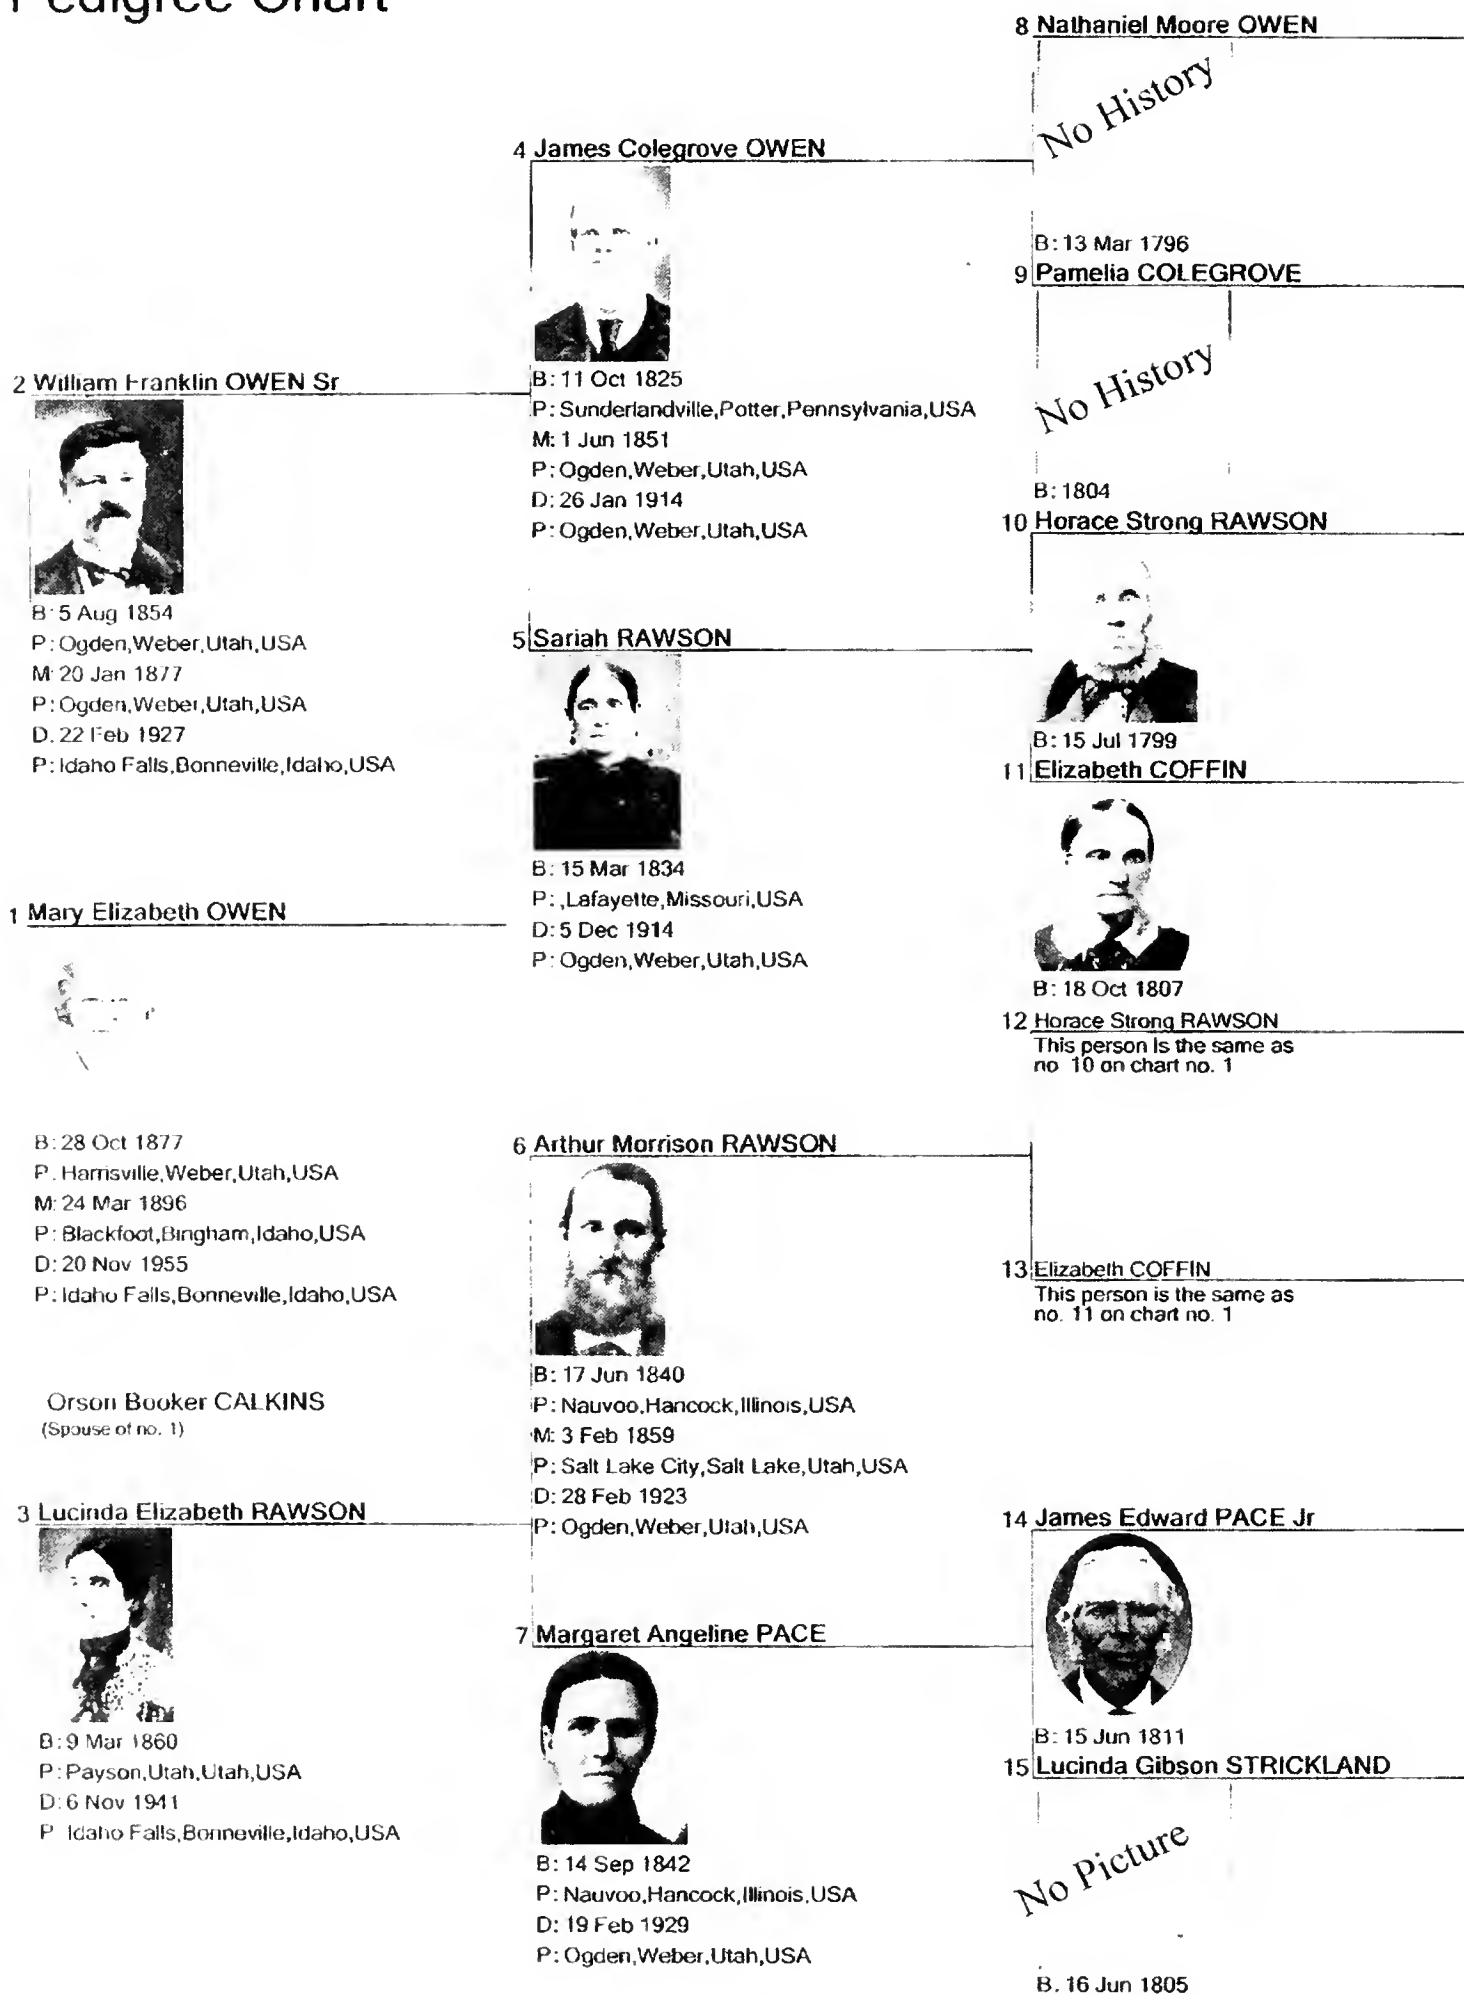 Pedigree Chart
8 Nathaniel Moore OWEN
No History
B: 13 Mar 1796
4 James Colegrove OWEN
B: 11 Oct 1825
P: Sunderlandville,Potter,Pennsylvania,USA
M: 1 Jun 1851
P: Ogden,Weber,Utah,USA
D: 26 Jan 1914
P: Ogden,Weber,Utah,USA
9 Pamelia COLEGROVE
No History
B: 1804
2 William Franklin OWEN Sr
B: 5 Aug 1854
P: Ogden,Weber,Utah,USA
M: 20 Jan 1877
P: Ogden,Weber,Utah,USA
D. 22 Feb 1927
P: Idaho Falls,Bonneville,Idaho,USA
10 Horace Strong RAWSON
B: 15 Jul 1799
5 Sariah RAWSON
B: 15 Mar 1834
P: ,Lafayette,Missouri,USA
D: 5 Dec 1914
P: Ogden,Weber,Utah,USA
11 Elizabeth COFFIN
B: 18 Oct 1807
1 Mary Elizabeth OWEN
B: 28 Oct 1877
P. Harrisville,Weber,Utah,USA
M: 24 Mar 1896
P: Blackfoot,Bingham,Idaho,USA
D: 20 Nov 1955
P: Idaho Falls,Bonneville,Idaho,USA
Orson Booker CALKINS
(Spouse of no. 1)
12 Horace Strong RAWSON
This person is the same as
no 10 on chart no. 1
6 Arthur Morrison RAWSON
B: 17 Jun 1840
P: Nauvoo,Hancock,Illinois,USA
M: 3 Feb 1859
P: Salt Lake City,Salt Lake,Utah,USA
D: 28 Feb 1923
P: Ogden,Weber,Utah,USA
13 Elizabeth COFFIN
This person is the same as
no. 11 on chart no. 1
3 Lucinda Elizabeth RAWSON
B: 9 Mar 1860
P: Payson,Utah,Utah,USA
D: 6 Nov 1941
P Idaho Falls,Bonneville,Idaho,USA
14 James Edward PACE Jr
B: 15 Jun 1811
7 Margaret Angeline PACE
B: 14 Sep 1842
P: Nauvoo,Hancock,Illinois,USA
D: 19 Feb 1929
P: Ogden,Weber,Utah,USA
15 Lucinda Gibson STRICKLAND
No Picture
B. 16 Jun 1805